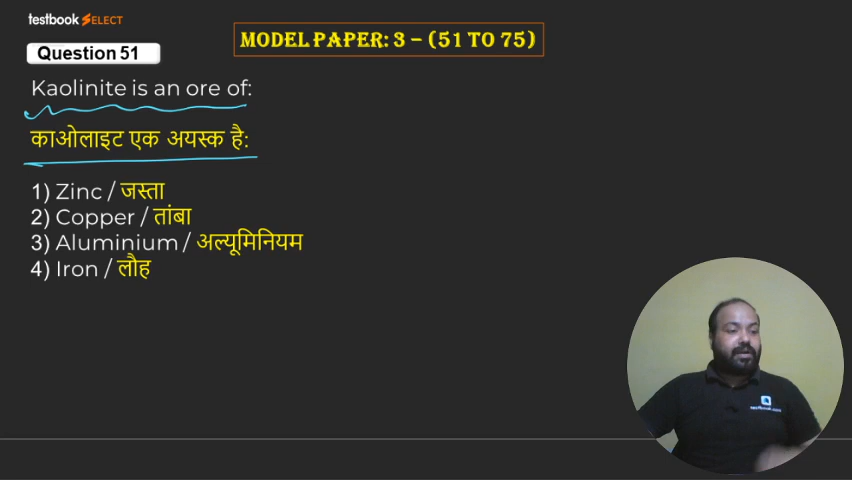 testbook SELECT
MODEL PAPER: 3 – (51 TO 75)
Question 51
Kaolinite is an ore of:
काओलाइट एक अयस्क है:
1) Zinc / जस्ता
2) Copper / तांबा
3) Aluminium / अल्यूमिनियम
4) Iron / लौह